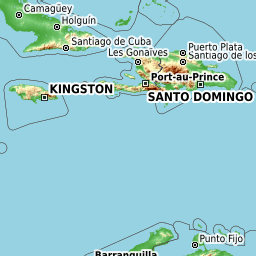 Camagüey
Holguín
Santiago de Cuba
Les Gonaïves
Puerto Plata
Santiago de los
Port-au-Prince
KINGSTON
SANTO DOMINGO
Punto Fijo
Barranquilla